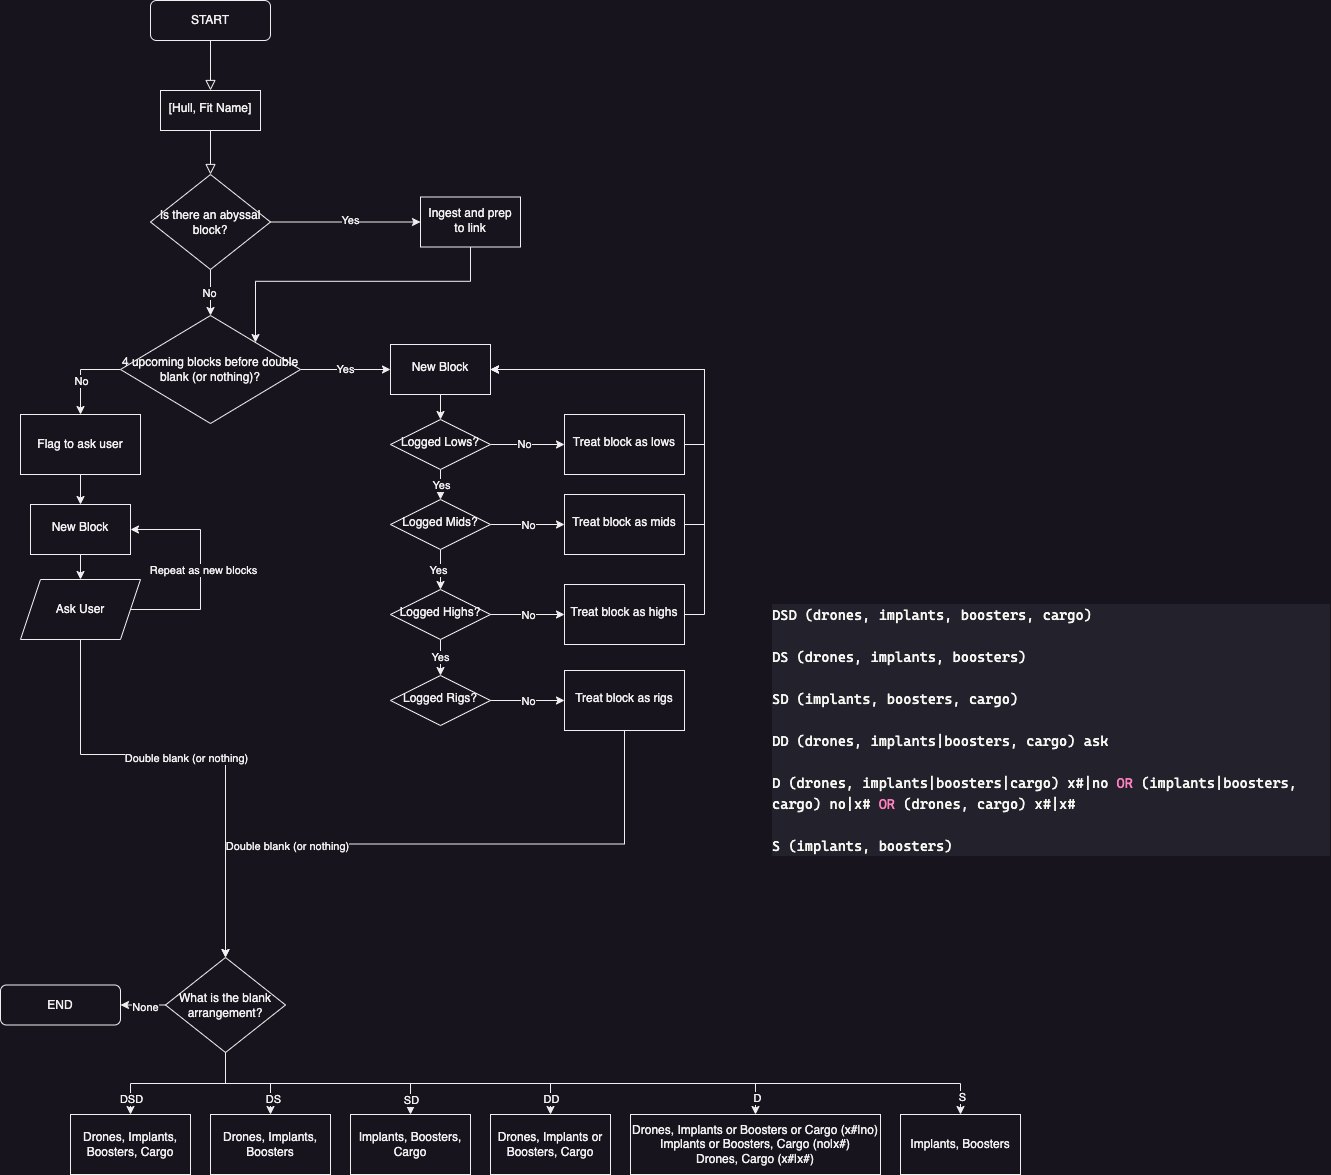 START
[Hull, Fit Name]
Is there an abyssal
block?
Yes
Ingest and prep
to link
No
4 upcoming blocks before double
blank (or nothing)?
No
Yes
New Block
Flag to ask user
Logged Lows?
No
Treat block as lows
Yes
New Block
Logged Mids?
No
Treat block as mids
Repeat as new blocks
Yes
Ask User
Logged Highs?
No
Treat block as highs
Yes
Logged Rigs?
No
Treat block as rigs
Double blank (or nothing)
Double blank (or nothing)
DSD (drones, implants, boosters, cargo)
DS (drones, implants, boosters)
SD (implants, boosters, cargo)
DD (drones, implants|boosters, cargo) ask
D (drones, implants|boosters|cargo) x#|no OR (implants|boosters,
cargo) no|x# OR (drones, cargo) x#|x#
S (implants, boosters)
What is the blank
arrangement?
None
END
DSD
DS
SD
DD
D
S
Drones, Implants,
Boosters, Cargo
Drones, Implants,
Boosters
Implants, Boosters,
Cargo
Drones, Implants or
Boosters, Cargo
Drones, Implants or Boosters or Cargo (x#|no)
Implants or Boosters, Cargo (no|x#)
Drones, Cargo (x#|x#)
Implants, Boosters